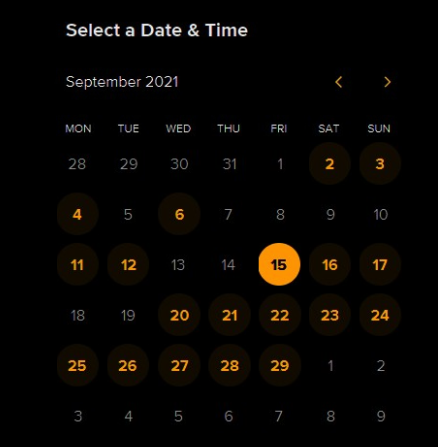 Select a Date & Time
September 2021
MON TUE WED THU FRI SAT SUN
28 29 30 31 1 2 3
4 5 6 7 8 9 10
11 12 13 14 15 16 17
18 19 20 21 22 23 24
25 26 27 28 29 1 2
3 4 5 6 7 8 9